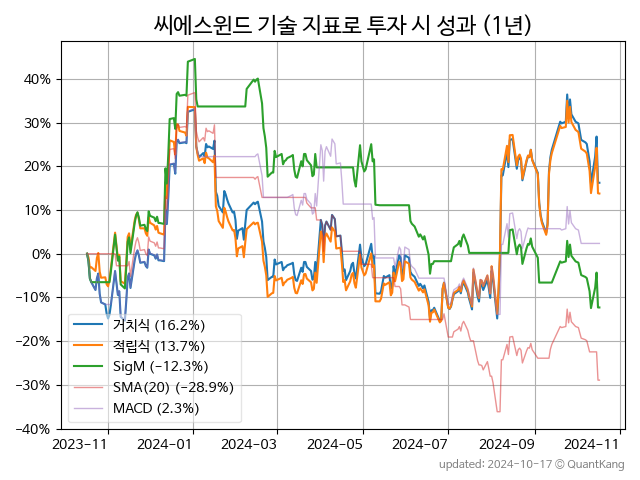 씨에스윈드 기술 지표로 투자 시 성과 (1년)
40%
30%
20%
10%
0%
−10%
−20%
−30%
−40%
거치식 (16.2%)
적립식 (13.7%)
SigM (−12.3%)
SMA(20) (−28.9%)
MACD (2.3%)
2023-11 2024-01 2024-03 2024-05 2024-07 2024-09 2024-11
updated: 2024-10-17 © QuantKang